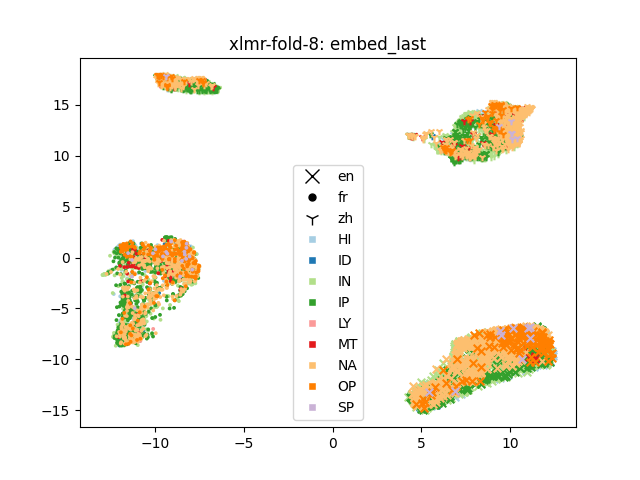 xlmr-fold-8: embed_last
15
10
5
0
−5
−10
−15
−10
−5
0
5
10
en
fr
zh
HI
ID
IN
IP
LY
MT
NA
OP
SP